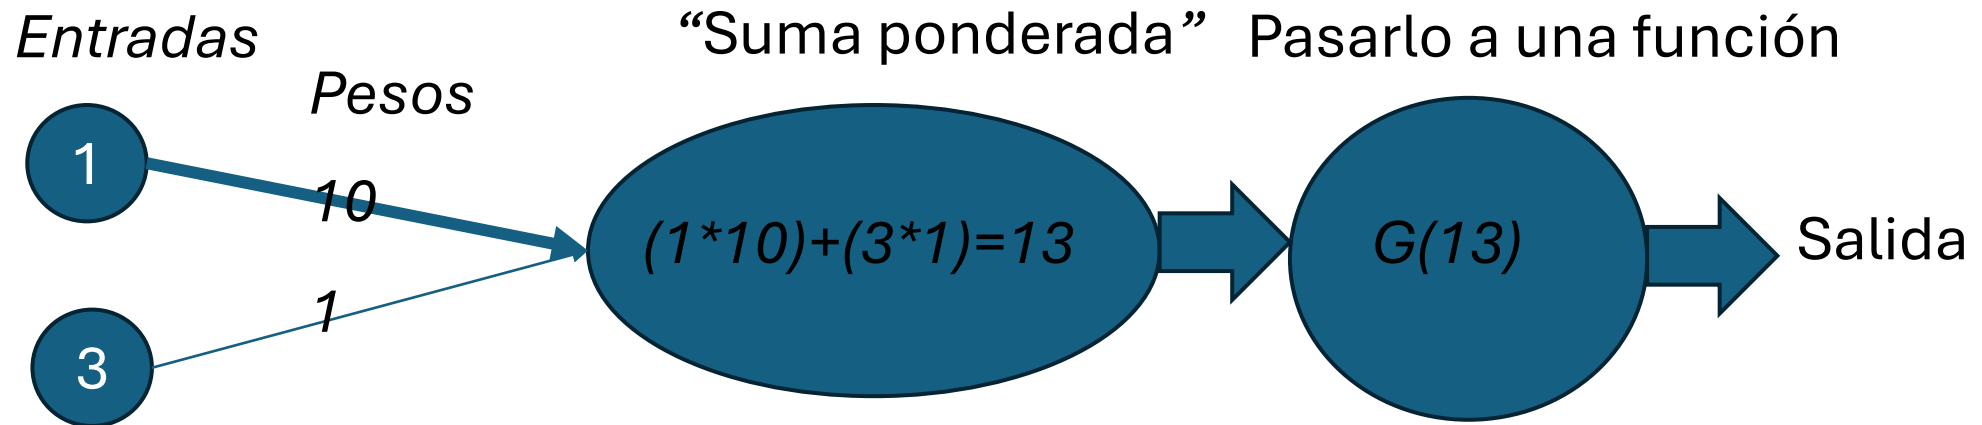 Entradas
Pesos
“Suma ponderada”
Pasarlo a una función
1
10
3
1
(1*10)+(3*1)=13
G(13)
Salida